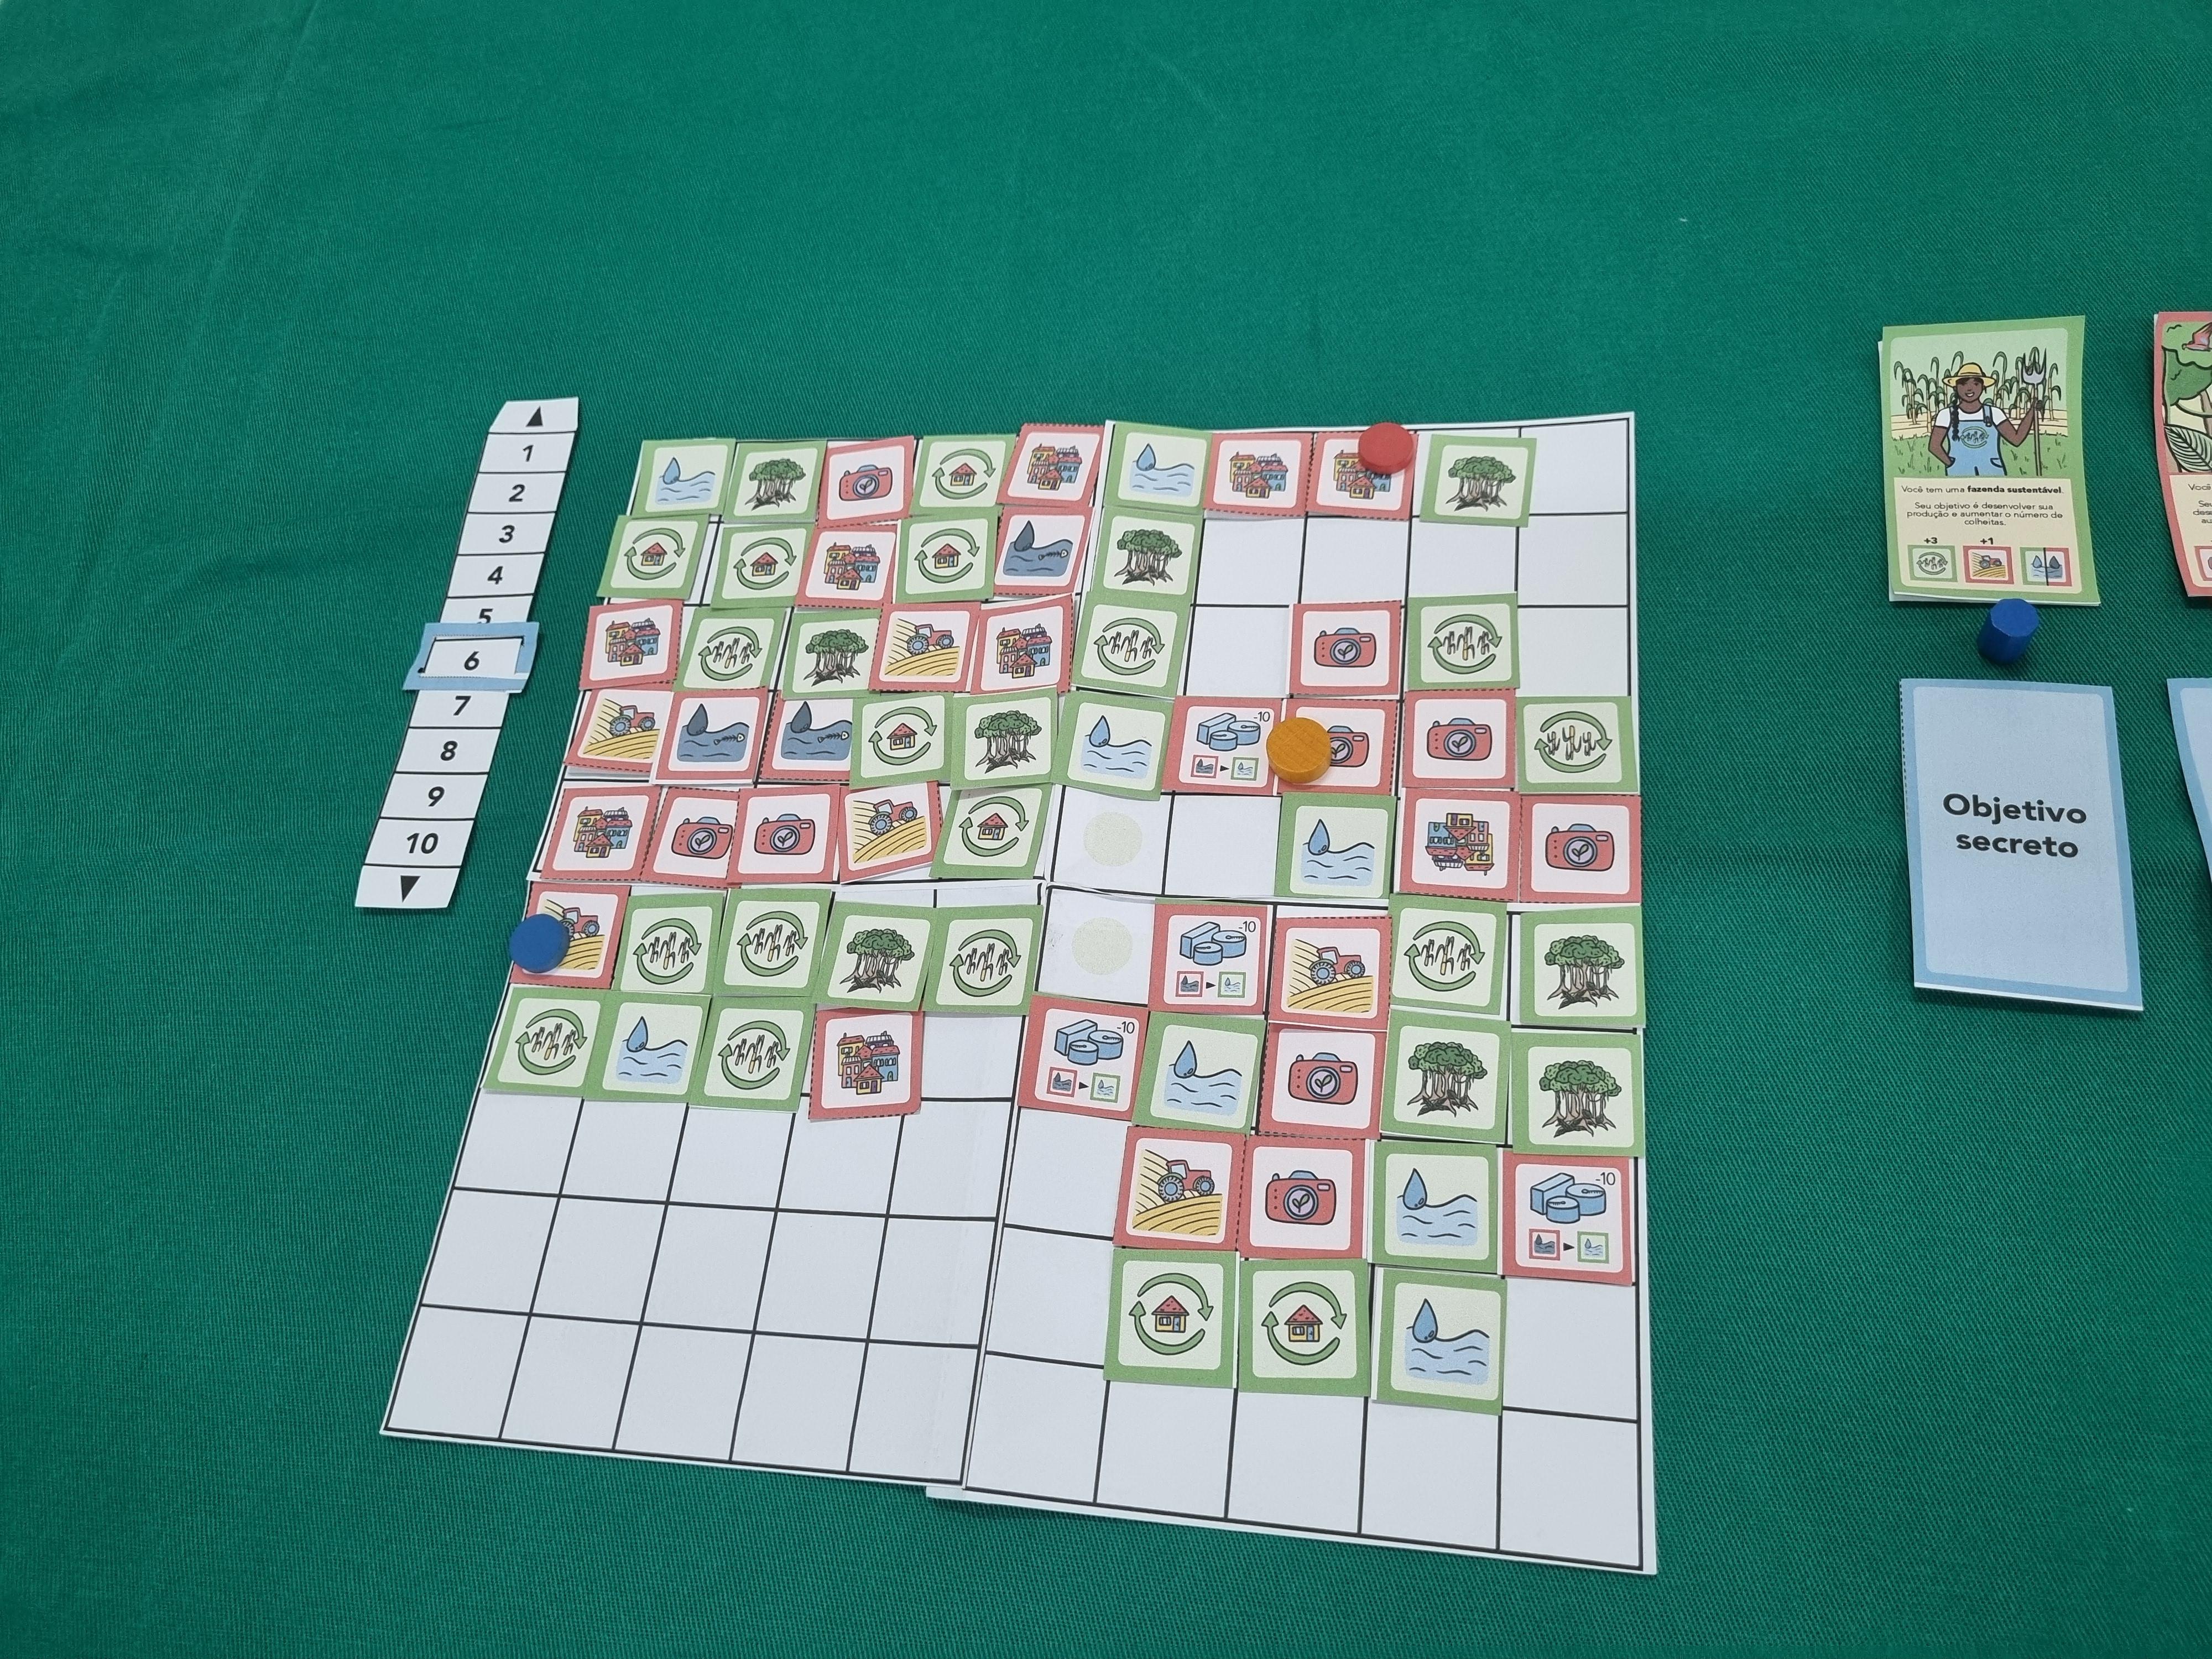 ▲
1
2
3
4
5
6
7
8
9
10
▼
-10
-10
-10
-10
Você tem uma fazenda sustentável.
Seu objetivo é desenvolver sua
produção e aumentar o número de
colheitas.
+3 +1
Objetivo
secreto